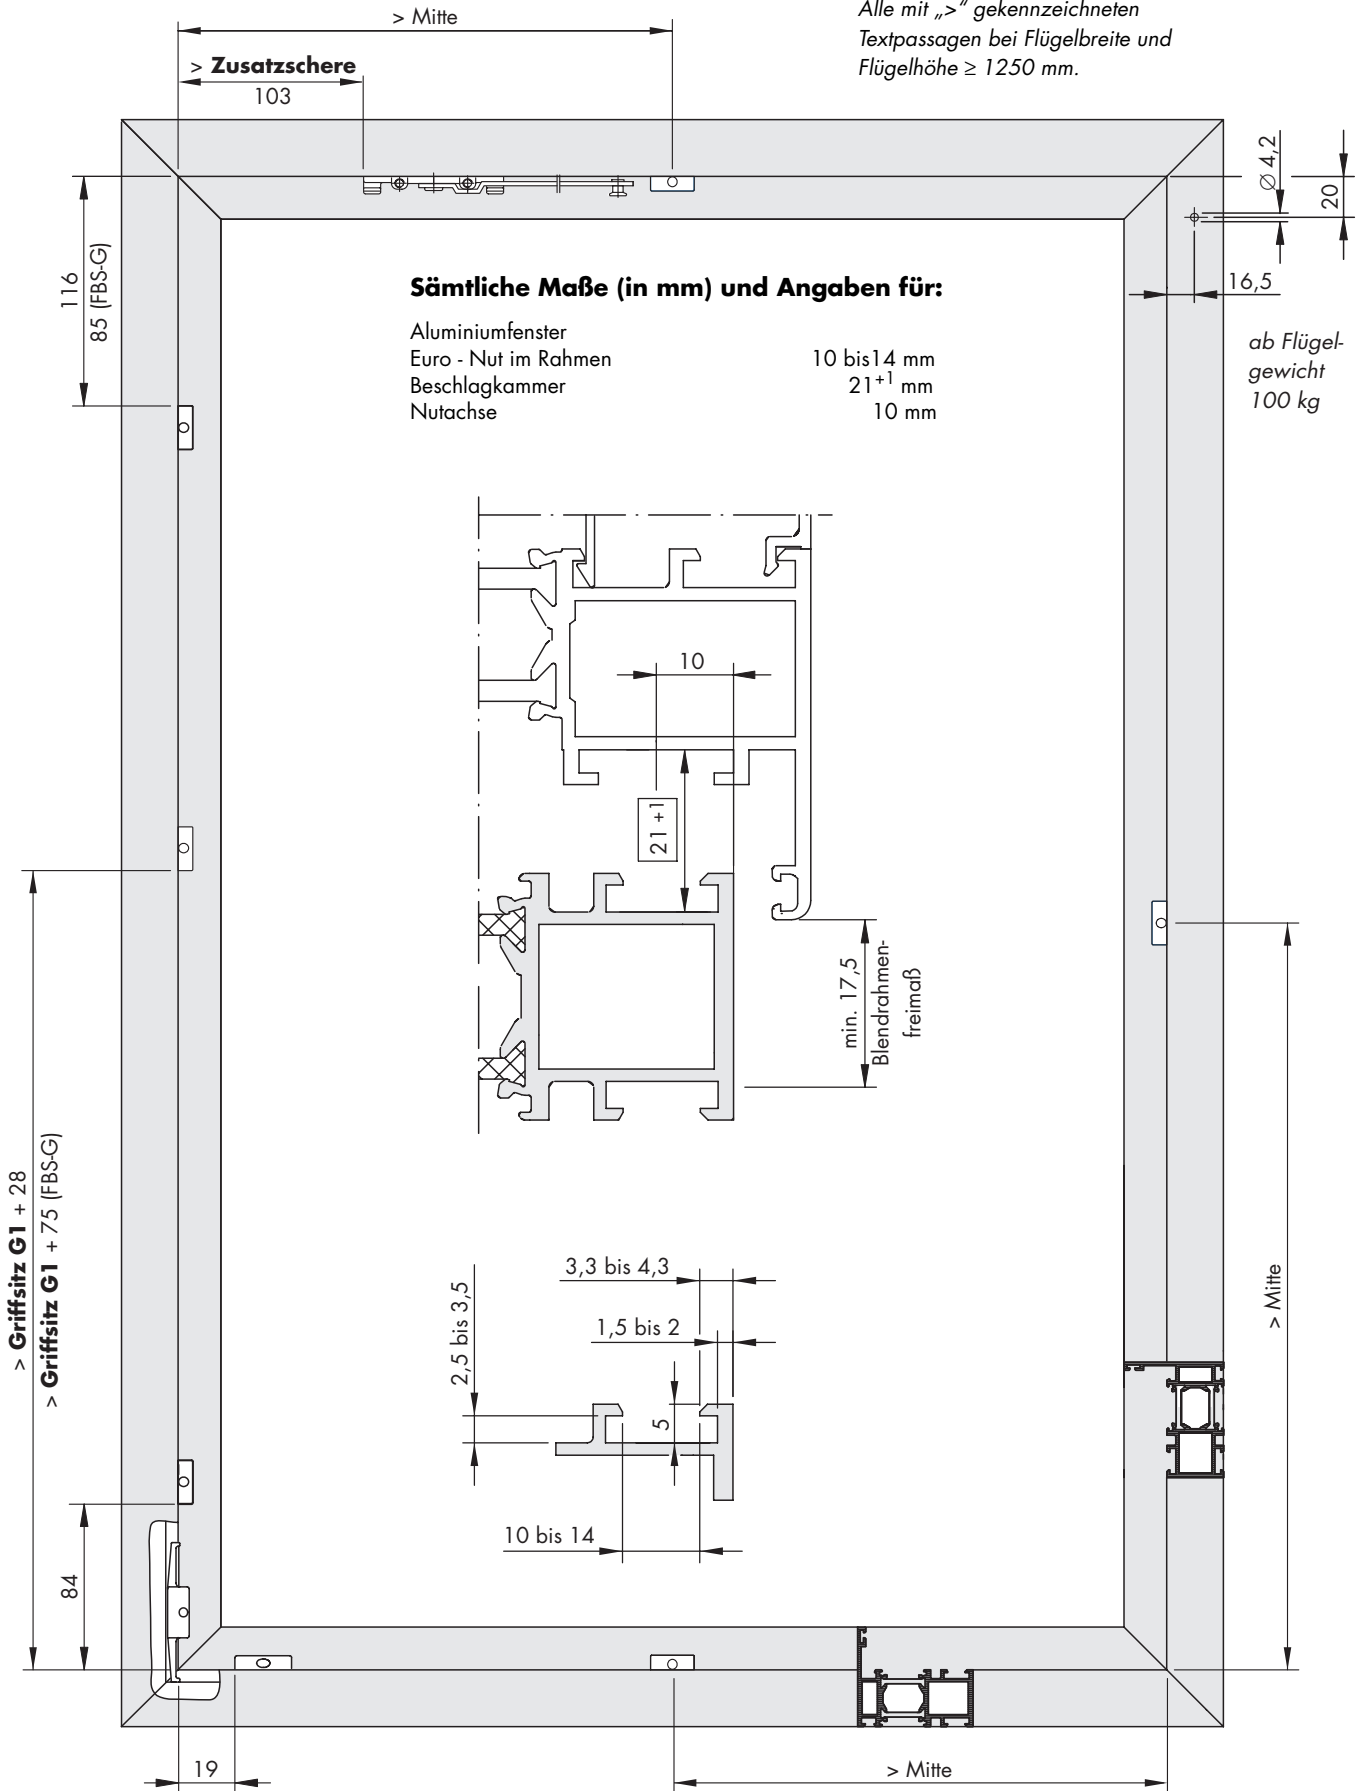 > Mitte
Alle mit „>“ gekennzeichneten
Textpassagen bei Flügelbreite und
Flügelhöhe ≥ 1250 mm.
> Zusatzschere
103
∅ 4,2
20
116
85 (FBS-G)
16,5
Sämtliche Maße (in mm) und Angaben für:
Aluminiumfenster
Euro - Nut im Rahmen 10 bis14 mm
Beschlagkammer 21+1 mm
Nutachse 10 mm
ab Flügel-
gewicht
100 kg
10
21 +1
min. 17,5
Blendrahmen-
freimaß
> Griffsitz G1 + 28
> Griffsitz G1 + 75 (FBS-G)
3,3 bis 4,3
2,5 bis 3,5
1,5 bis 2
> Mitte
5
10 bis 14
84
19
> Mitte